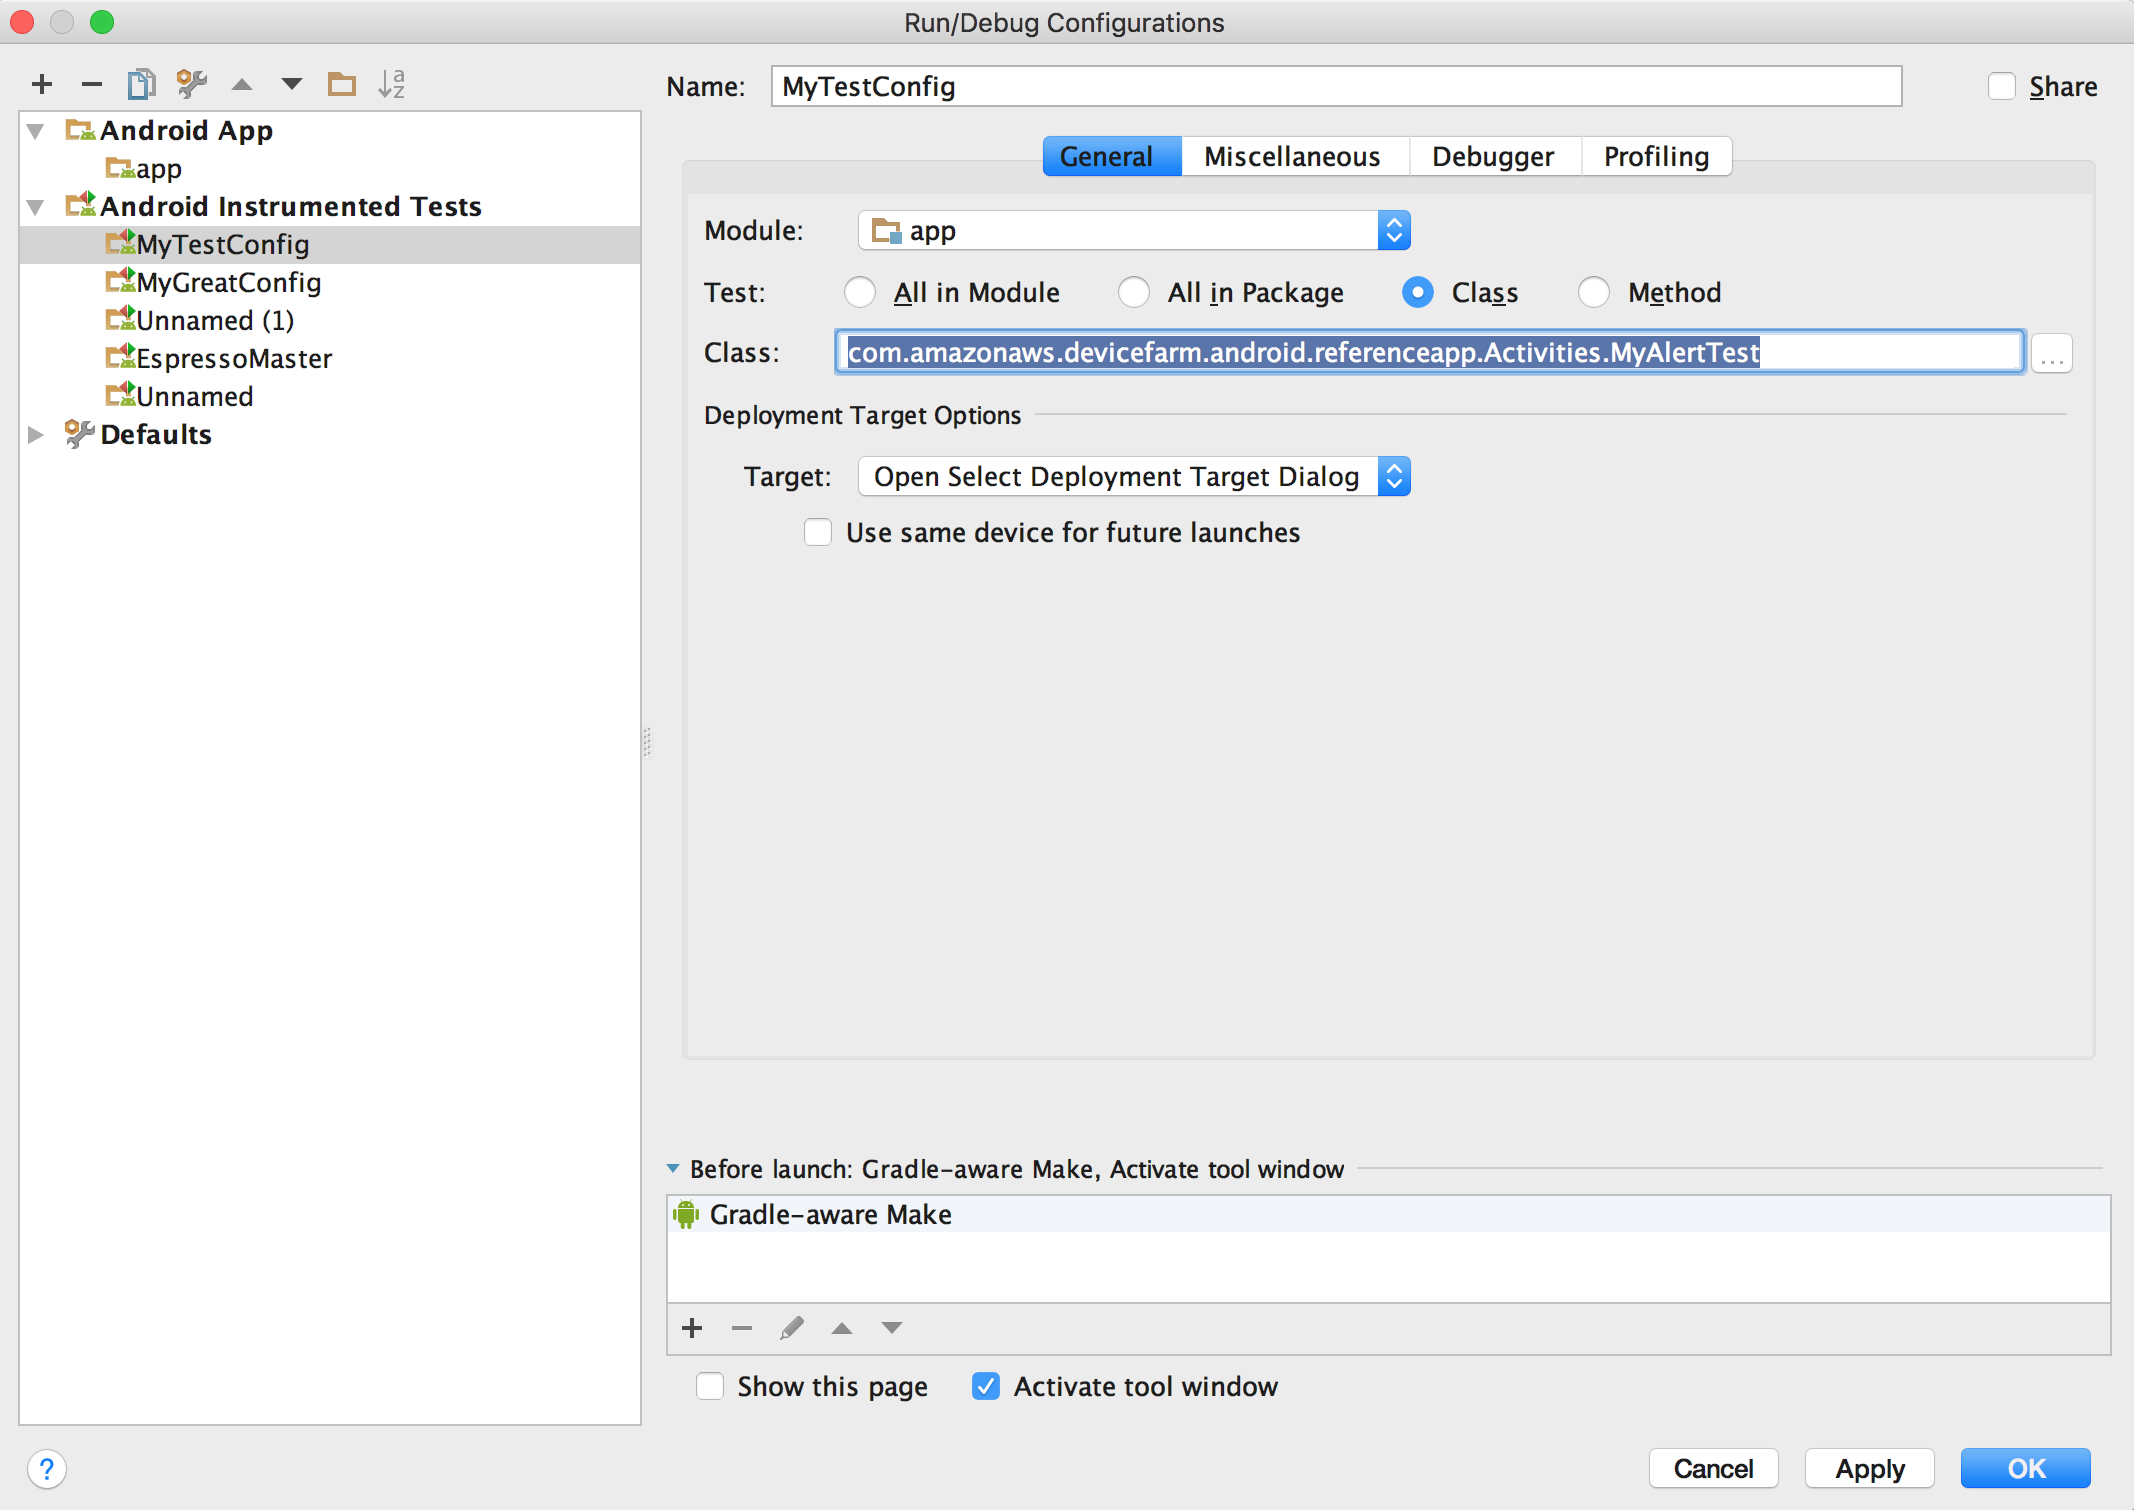 Run/Debug Configurations
Name: MyTestConfig Share
Android App
app
Android Instrumented Tests
MyTestConfig
MyGreatConfig
Unnamed (1)
EspressoMaster
Unnamed
Defaults
General Miscellaneous Debugger Profiling
Module: app
Test: All in Module All in Package Class Method
Class: com.amazonaws.devicefarm.android.referenceapp.Activities.MyAlertTest ...
Deployment Target Options
Target: Open Select Deployment Target Dialog
Use same device for future launches
Before launch: Gradle-aware Make, Activate tool window
Gradle-aware Make
Show this page Activate tool window
? Cancel Apply OK